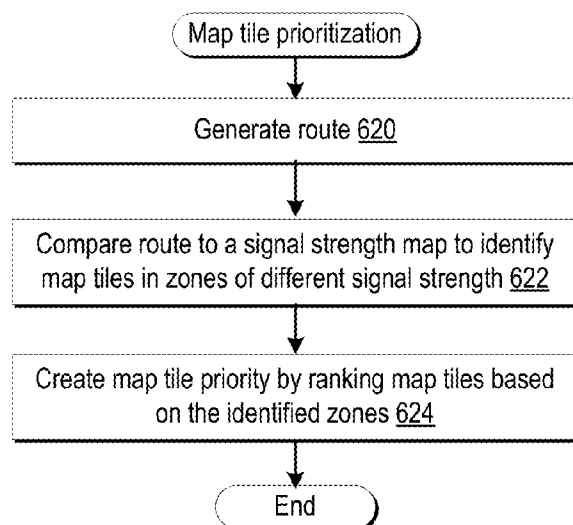 Map tile prioritization
Generate route 620
Compare route to a signal strength map to identify
map tiles in zones of different signal strength 622
Create map tile priority by ranking map tiles based
on the identified zones 624
End